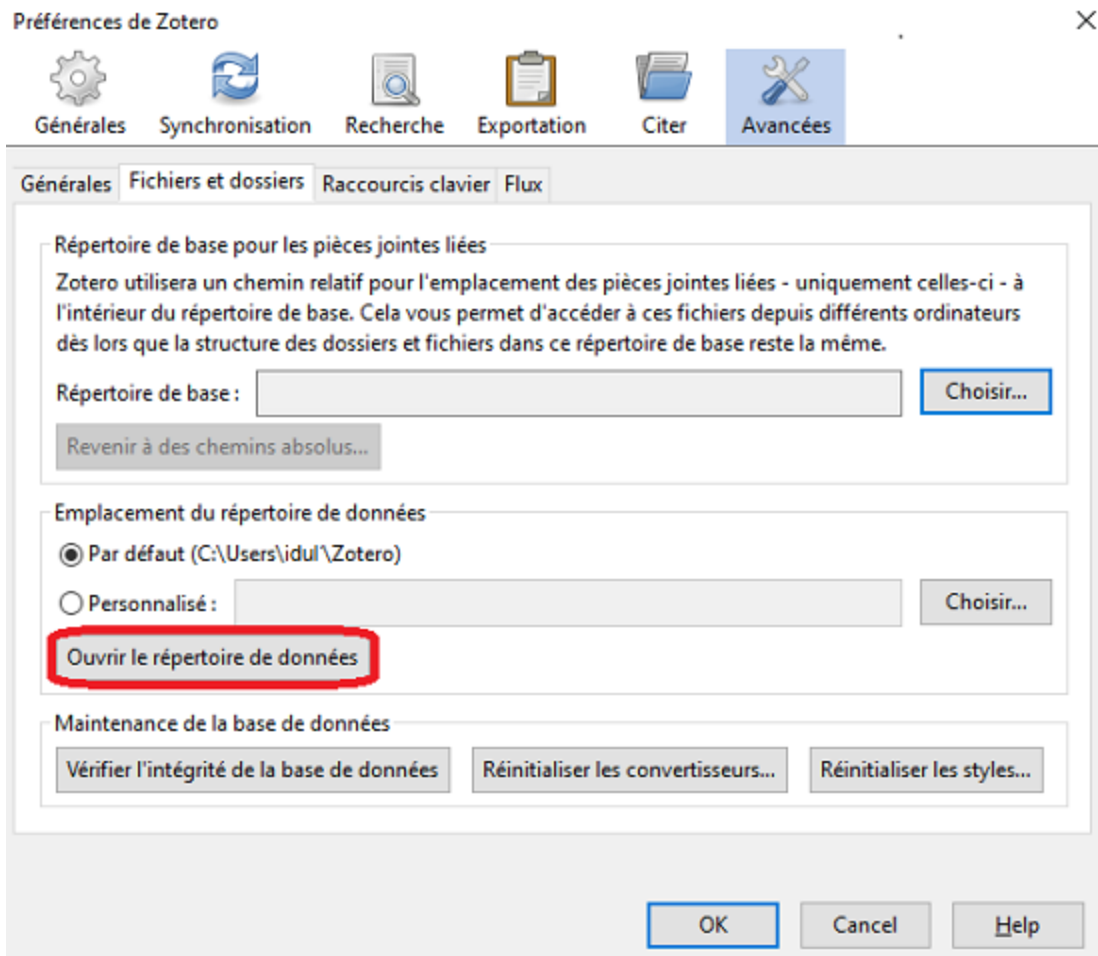 Préférences de Zotero
Générales Synchronisation Recherche Exportation Citer Avancées
Générales Fichiers et dossiers Raccourcis clavier Flux
Répertoire de base pour les pièces jointes liées
Zotero utilisera un chemin relatif pour l'emplacement des pièces jointes liées - uniquement celles-ci - à
l'intérieur du répertoire de base. Cela vous permet d'accéder à ces fichiers depuis différents ordinateurs
dès lors que la structure des dossiers et fichiers dans ce répertoire de base reste la même.
Répertoire de base : Choisir...
Revenir à des chemins absolus...
Emplacement du répertoire de données
Par défaut (C:\Users\idul'\Zotero)
Personnalisé : Choisir...
Ouvrir le répertoire de données
Maintenance de la base de données
Vérifier l'intégrité de la base de données Réinitialiser les convertisseurs... Réinitialiser les styles...
OK Cancel Help